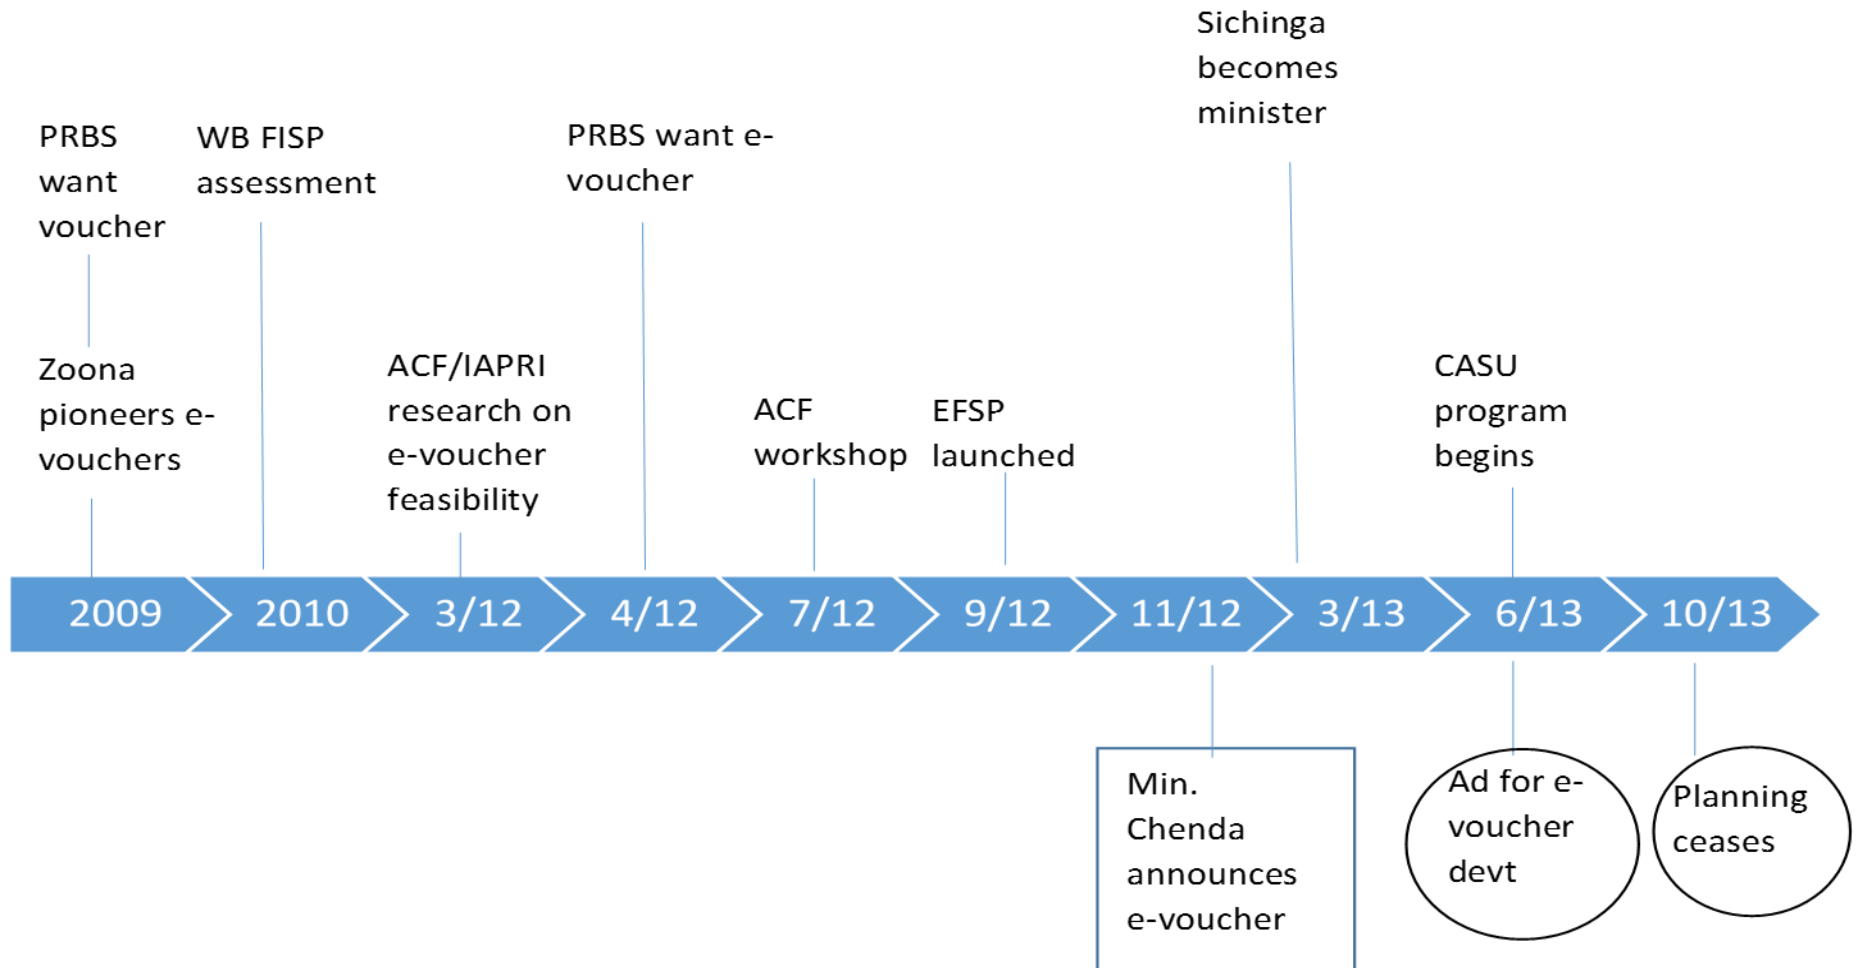 Sichinga
becomes
minister
PRBS
want
voucher
WB FISP
assessment
PRBS want e-
voucher
Zoona
pioneers e-
vouchers
ACF/IAPRI
research on
e-voucher
feasibility
ACF
workshop
EFSP
launched
CASU
program
begins
2009
2010
3/12
4/12
7/12
9/12
11/12
3/13
6/13
10/13
Min.
Chenda
announces
e-voucher
Ad for e-
voucher
devt
Planning
ceases